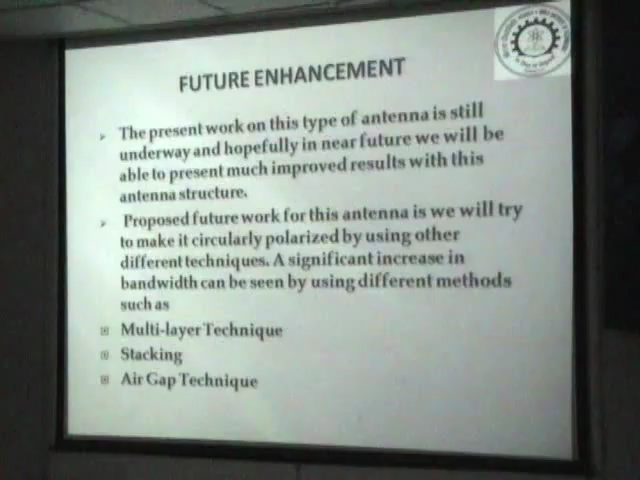 FUTURE ENHANCEMENT
The present work on this type of antenna is still
underway and hopefully in near future we will be
able to present much improved results with this
antenna structure.
Proposed future work for this antenna is we will try
to make it circularly polarized by using other
different techniques. A significant increase in
bandwidth can be seen by using different methods
such as
Multi-layer Technique
Stacking
Air Gap Technique